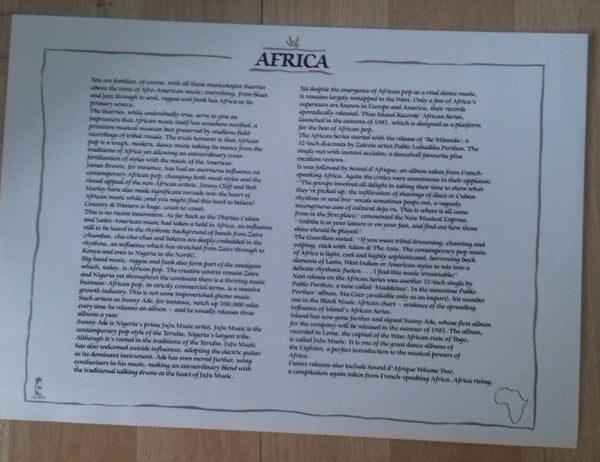 AFRICA
You are familiar, of course, with all those musicologist theories
about the roots of Afro-American music: everything, from blues
and jazz through to soul, reggae and funk has Africa as its
primary source.
The theories, while undoubtedly true, serve to give an
impression that African music itself has somehow ossified, a
primitive musical museum best preserved by studious field-
recordings of tribal rituals. The truth however is that African
pop is a tough, modern, dance music taking its stance from the
traditions of Africa yet allowing an extraordinary cross-
fertilisation of styles with the music of the Americas.
James Brown, for instance, has had an enormous influence on
contemporary African pop, changing both vocal styles and the
visual appeal of the new African artists. Jimmy Cliff and Bob
Marley have also made significant inroads into the heart of
African music while (and you might find this hard to believe)
Country & Western is huge, coast-to-coast.
This is no recent innovation. As far back as the Thirties Cuban
and Latin-American music had taken a hold in Africa, an influence
still to be heard in the rhythmic background of bands from Zaire
(rhumbas, cha-cha-chas and boleros are deeply embedded in the
rhythms, an influence which has stretched from Zaire through to
Kenya and even to Nigeria in the North).
Big band music, reggae and funk also form part of the amalgam
which, today, is African pop. The creative centres remain Zaire
and Nigeria yet throughout the continent there is a thriving music
business: African pop, in strictly commercial terms, is a massive
growth industry. This is not some impoverished ghetto music.
Such artists as Sunny Ade, for instance, notch up 200,000 sales
every time he releases an album – and he usually releases three
albums a year.
Sunny Ade is Nigeria's prime JuJu Music artist. JuJu Music is the
contemporary pop style of the Yoruba, Nigeria's largest tribe.
Although it's rooted in the traditions of the Yoruba, JuJu Music
has also welcomed outside influences, adopting the electric guitar
as its dominant instrument. Ade has even moved further, using
synthesisers in his music, making an extraordinary blend with
the traditional talking drums at the heart of JuJu Music.
Yet despite the emergence of African pop as a vital dance music,
it remains largely untapped in the West. Only a few of Africa's
superstars are known in Europe and America, their records
sporadically released. Thus Island Records' African Series,
launched in the autumn of 1981, which is designed as a platform
for the best of African pop.
The African Series started with the release of 'Bo Mbanda', a
12-inch discomix by Zairois artist Pablo Lubadika Porthos. The
single met with instant acclaim: a dancehall favourite plus
excellent reviews.
It was followed by Sound d'Afrique, an album taken from French-
speaking Africa. Again the critics were unanimous in their applause.
"The groups involved all delight in taking their time to show what
they've picked up: the infiltration of shavings of disco or Cuban
rhythms or soul bro' vocals sometimes peeps out, a vaguely
incongruous case of cultural deja ve. This is where it all came
from in the first place!" commented the New Musical Express.
"Imbibe it at your leisure or on your feet, and find out how those
skins should be played."
The Guardian stated: "If you want tribal drumming, chanting and
yelping, stick with Adam & The Ants. The contemporary pop music
of Africa is light, cool and highly sophisticated, borrowing back
elements of Latin, West Indian or American styles to mix into a
delicate rhythmic fusion . . . I find this music irresistable!"
Next release on the African Series was another 12-inch single by
Pablo Porthos, a tune called 'Madeleina'. In the meantime Pablo
Porthos' album, Ma Coco (available only as an import), hit number
one in the Black Music African chart – evidence of the spreading
influence of Island's African Series.
Island has now gone further and signed Sunny Ade, whose first album
for the company will be released in the summer of 1982. The album,
recorded in Lome, the capital of the West African state of Togo,
is called JuJu Music. It is one of the great dance albums of
the Eighties, a perfect introduction to the musical powers of
Africa.
Future releases also include Sound d'Afrique Volume Two,
a compilation again taken from French-speaking Africa. Africa rising.